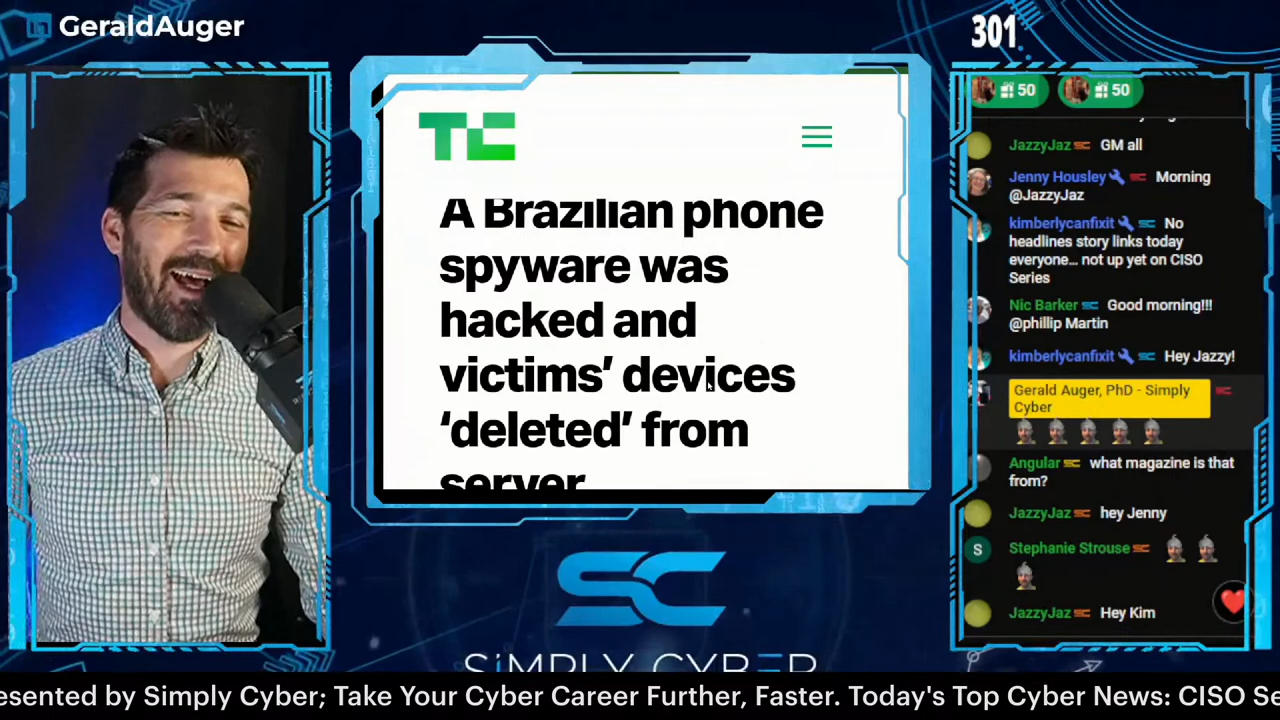 in GeraldAuger
301
TC
A Brazilian phone
spyware was
hacked and
victims' devices
'deleted' from
server
50
50
JazzyJaz GM all
Jenny Housley Morning
@JazzyJaz
kimberlycanfixit No
headlines story links today
everyone... not up yet on CISO
Series
Nic Barker Good morning!!!
@phillip Martin
kimberlycanfixit Hey Jazzy!
Gerald Auger, PhD - Simply
Cyber
Angular what magazine is that
from?
JazzyJaz hey Jenny
S Stephanie Strouse
JazzyJaz Hey Kim
SC
SIMPLY CYBER
esented by Simply Cyber; Take Your Cyber Career Further, Faster. Today's Top Cyber News: CISO Se